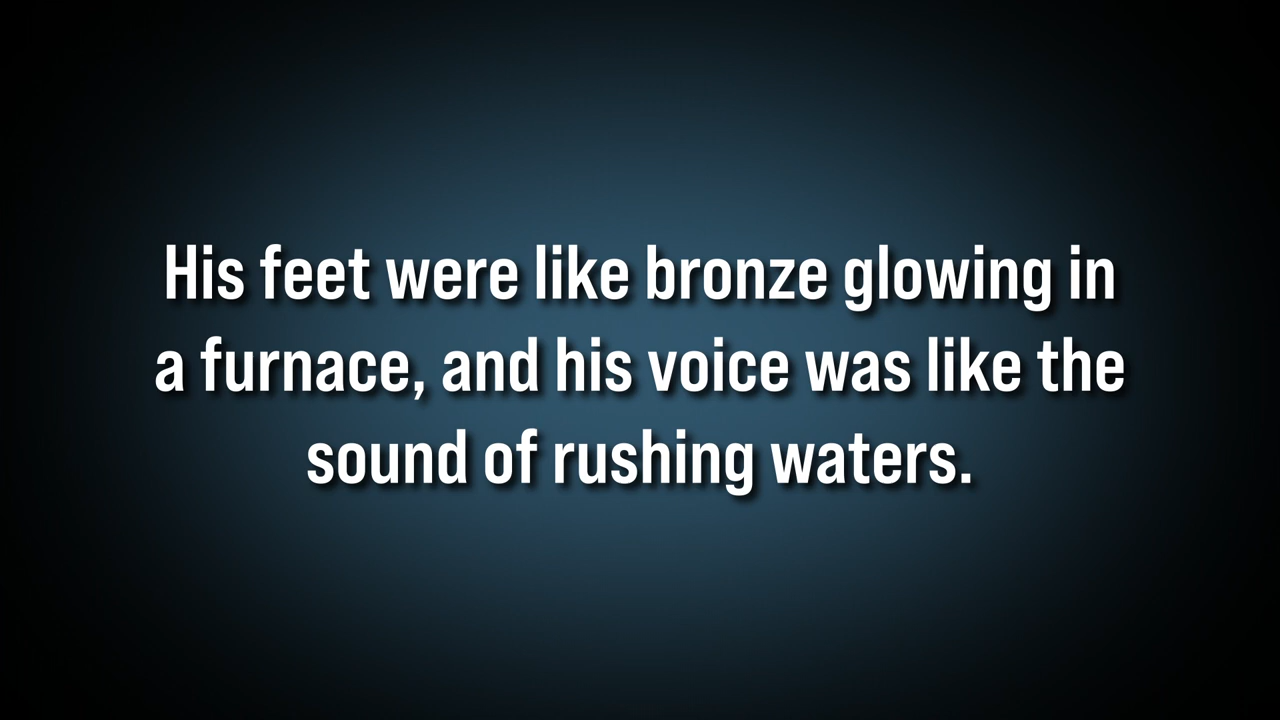 His feet were like bronze glowing in
a furnace, and his voice was like the
sound of rushing waters.